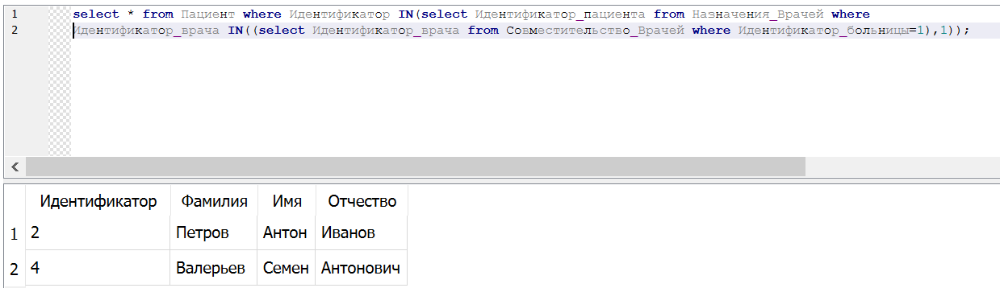 1 select * from Пациент where Идентификатор IN(select Идентификатор_пациента from Назначения_Врачей where
2 Идентификатор_врача IN((select Идентификатор_врача from Совместительство_Врачей where Идентификатор_больницы=1),1));
Идентификатор Фамилия Имя Отчество
1 2 Петров Антон Иванов
2 4 Валерьев Семен Антонович